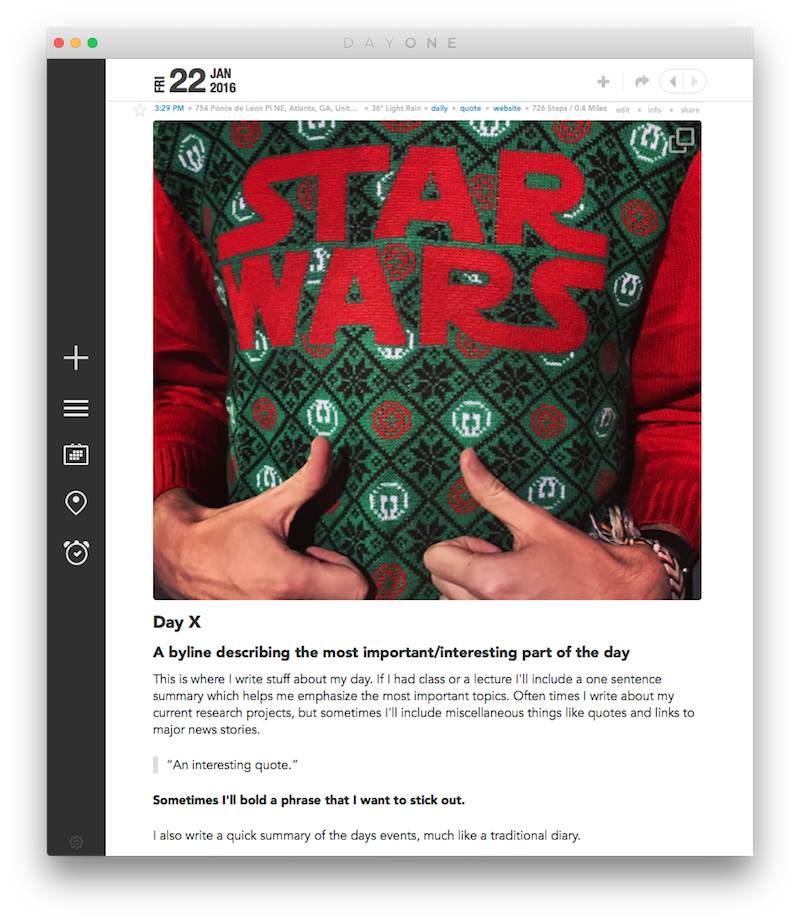 DAYONE
FRI 22 JAN 2016
3:29 PM • 754 Ponce de Leon Pl NE, Atlanta, GA, Unit... • 36° Light Rain • daily • quote • website • 726 Steps / 0.4 Miles edit • info • share
STAR
WARS
Day X
A byline describing the most important/interesting part of the day
This is where I write stuff about my day. If I had class or a lecture I'll include a one sentence
summary which helps me emphasize the most important topics. Often times I write about my
current research projects, but sometimes I'll include miscellaneous things like quotes and links to
major news stories.
“An interesting quote.”
Sometimes I'll bold a phrase that I want to stick out.
I also write a quick summary of the days events, much like a traditional diary.